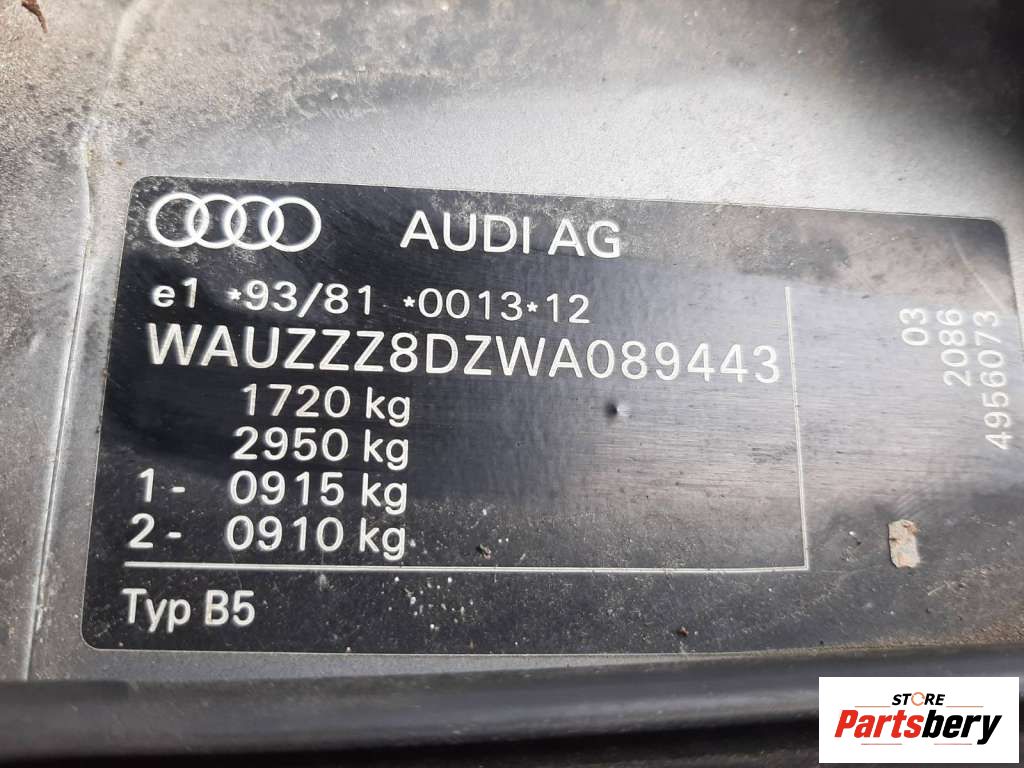 AUDI AG
e1 *93/81 *0013*12
WAUZZZ8DZWA089443
1720 kg
2950 kg
1- 0915 kg
2- 0910 kg
Typ B5
03
2086
4956073
STORE
Partsbery